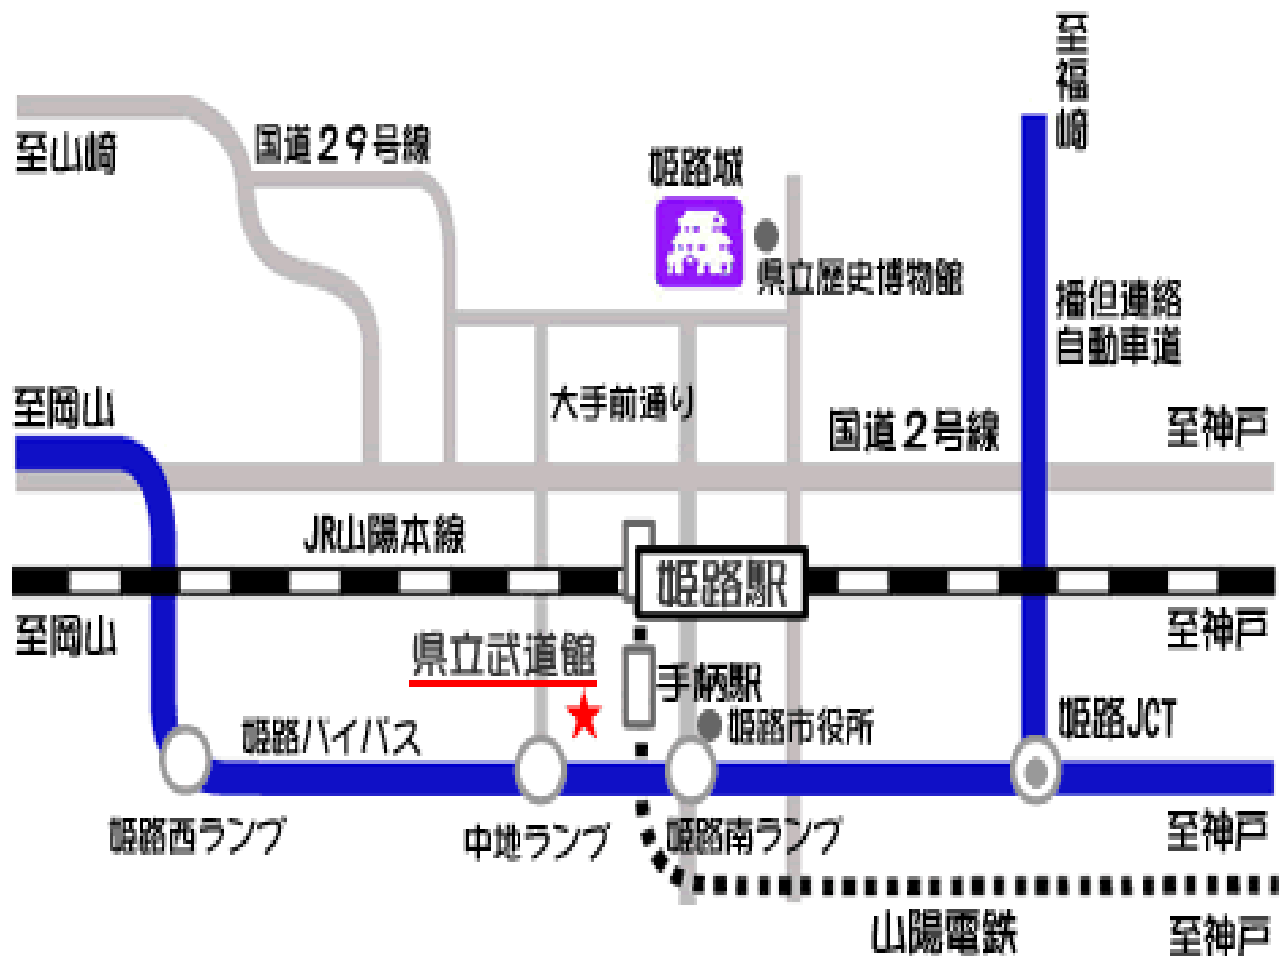 至福崎
至山崎
国道29号線
姫路城
県立歴史博物館
播但連絡
自動車道
至岡山
大手前通り
国道2号線
至神戸
JR山陽本線
姫路駅
至岡山
至神戸
県立武道館
手柄駅
姫路バイパス
姫路市役所
姫路JCT
姫路西ランプ
中地ランプ
姫路南ランプ
至神戸
山陽電鉄
至神戸